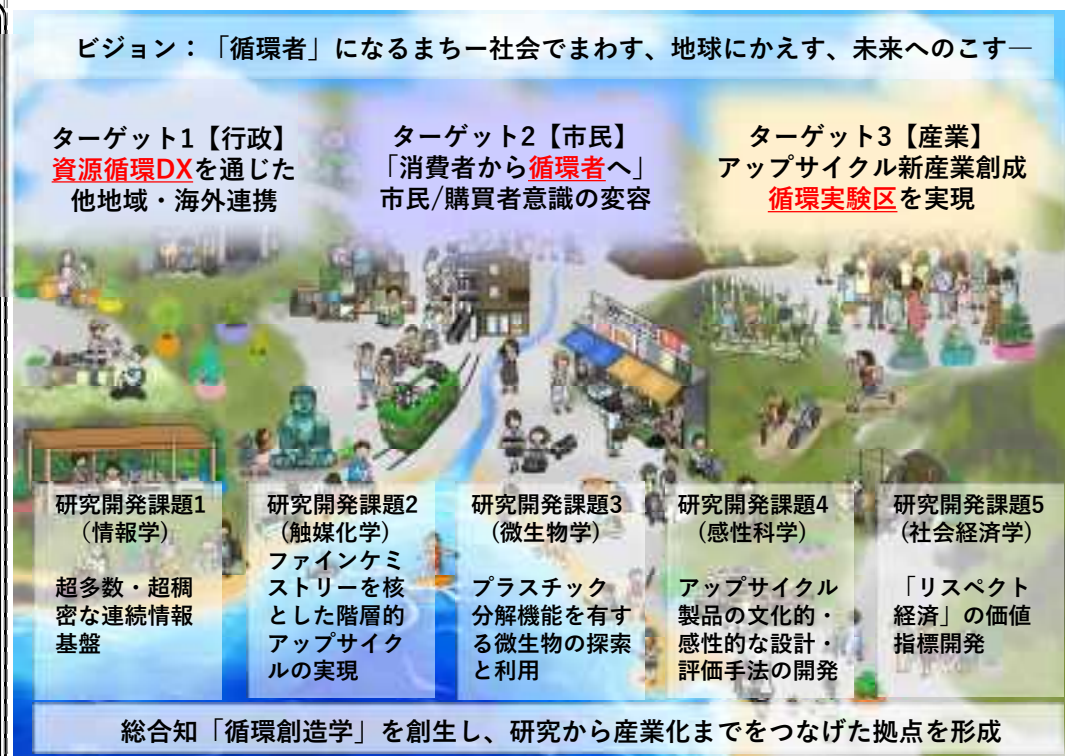 ビジョン：「循環者」になるまちー社会でまわす、地球にかえす、未来へのこす―
ターゲット1【行政】
資源循環DXを通じた
他地域・海外連携
ターゲット2【市民】
「消費者から循環者へ」
市民/購買者意識の変容
ターゲット3【産業】
アップサイクル新産業創成
循環実験区を実現
研究開発課題1
（情報学）
超多数・超稠
密な連続情報
基盤
研究開発課題2
（触媒化学）
ファインケミ
ストリーを核
とした階層的
アップサイク
ルの実現
研究開発課題3
（微生物学）
プラスチック
分解機能を有す
る微生物の探索
と利用
研究開発課題4
（感性科学）
アップサイクル
製品の文化的・
感性的な設計・
評価手法の開発
研究開発課題5
（社会経済学）
「リスペクト
経済」の価値
指標開発
総合知「循環創造学」を創生し、研究から産業化までをつなげた拠点を形成